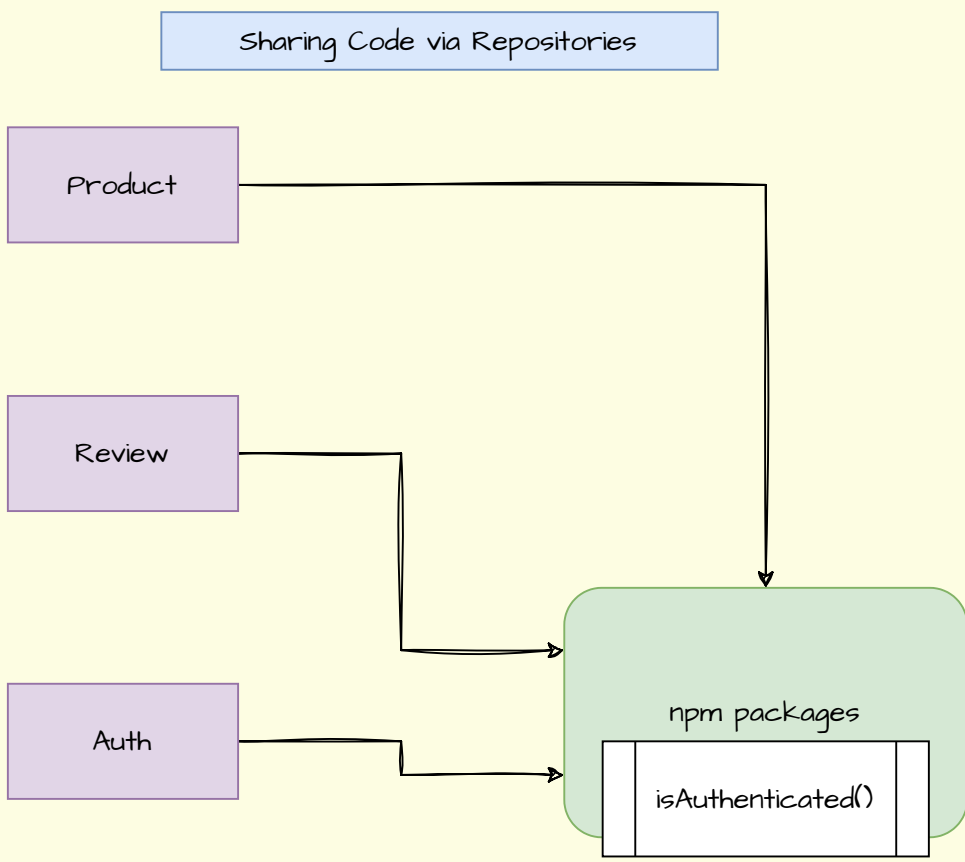 Sharing Code via Repositories
Product
Review
Auth
npm packages
isAuthenticated()